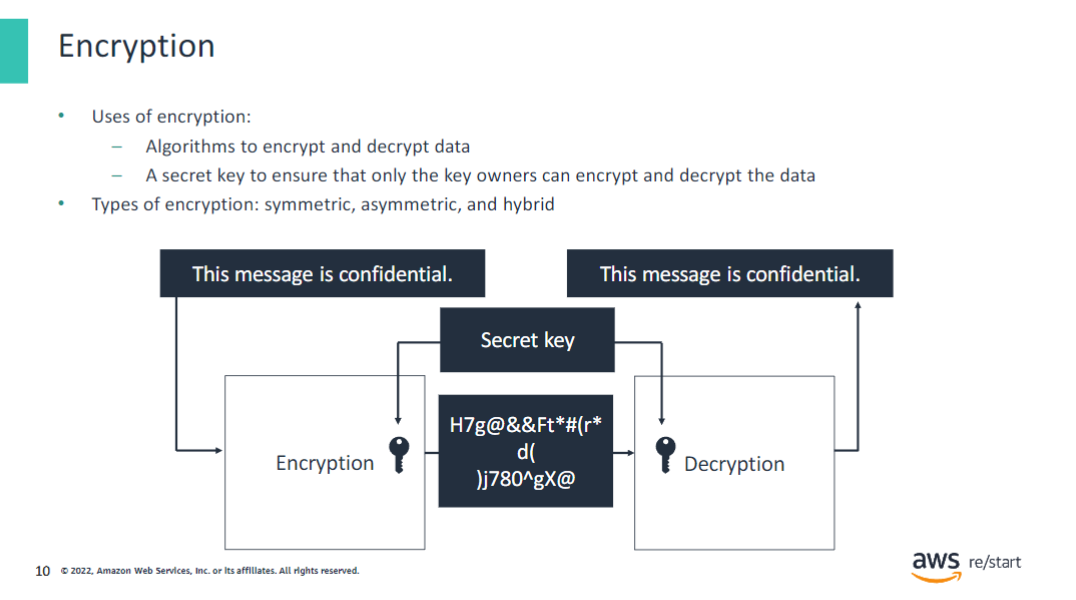 Encryption
• Uses of encryption:
– Algorithms to encrypt and decrypt data
– A secret key to ensure that only the key owners can encrypt and decrypt the data
• Types of encryption: symmetric, asymmetric, and hybrid
This message is confidential.
This message is confidential.
Secret key
Encryption
H7g@&&Ft*#(r*
d(
)j780^gX@
Decryption
10 © 2022, Amazon Web Services, Inc. or its affiliates. All rights reserved.
aws re/start